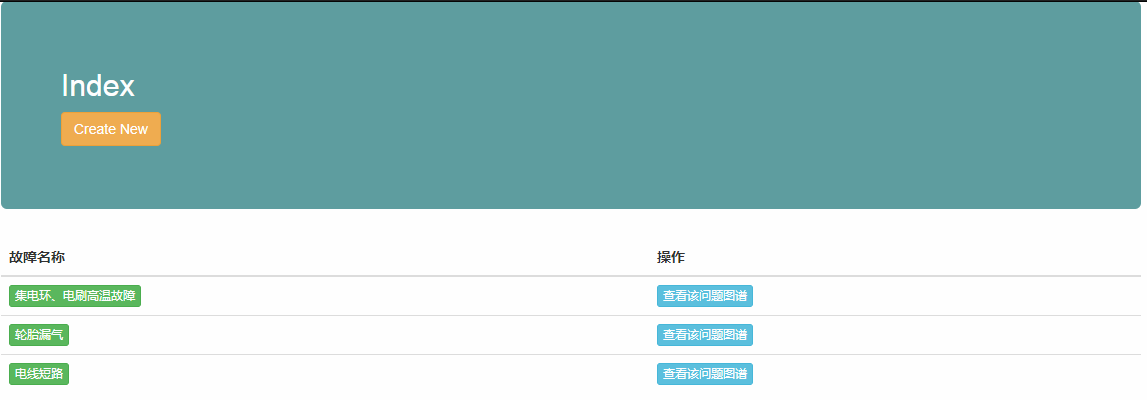 Index
Create New
故障名称 操作
集电环、电刷高温故障 查看该问题图谱
轮胎漏气 查看该问题图谱
电线短路 查看该问题图谱